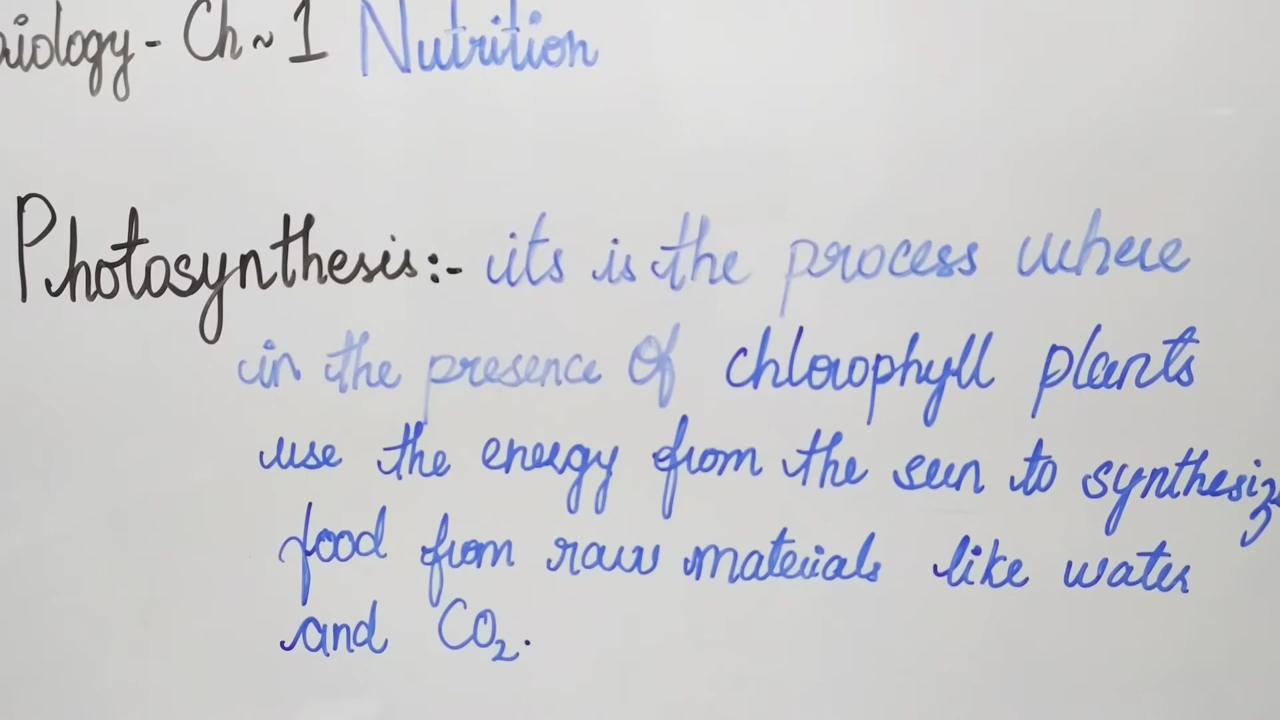 biology - Ch ~ 1 Nutrition
Photosynthesis:- its is the process where
in the presence of chlorophyll plants
use the energy from the sun to synthesiz
food from raw materials like water
and CO₂.